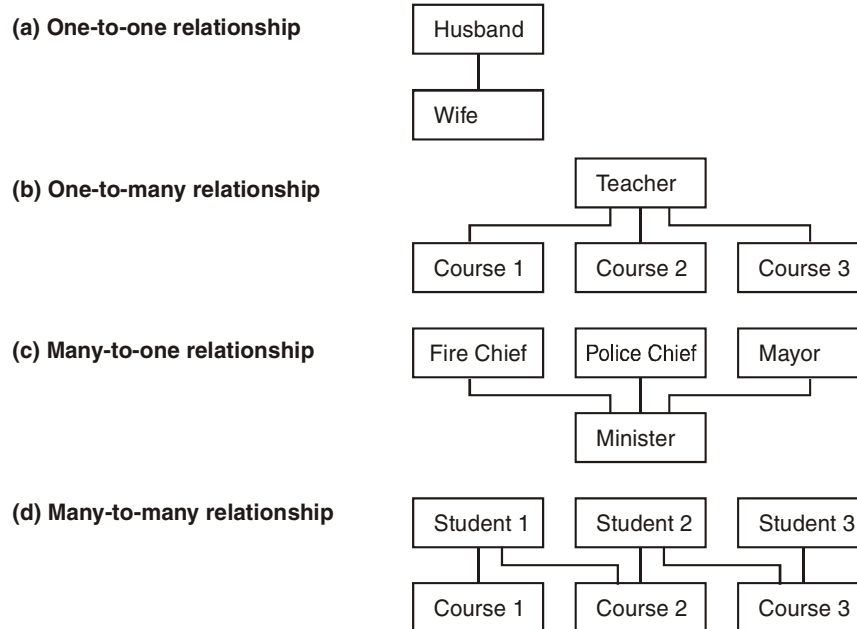 (a) One-to-one relationship
Husband
Wife
(b) One-to-many relationship
Teacher
Course 1 Course 2 Course 3
(c) Many-to-one relationship
Fire Chief Police Chief Mayor
Minister
(d) Many-to-many relationship
Student 1 Student 2 Student 3
Course 1 Course 2 Course 3